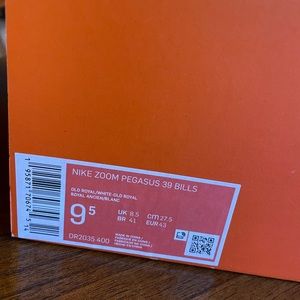 NIKE ZOOM PEGASUS 39 BILLS
OLD ROYAL/WHITE-OLD ROYAL
ROYAL ANCIEN/BLANC
9.5
UK 8.5 CM 27.5
BR 41 EUR 43
DR2035 400